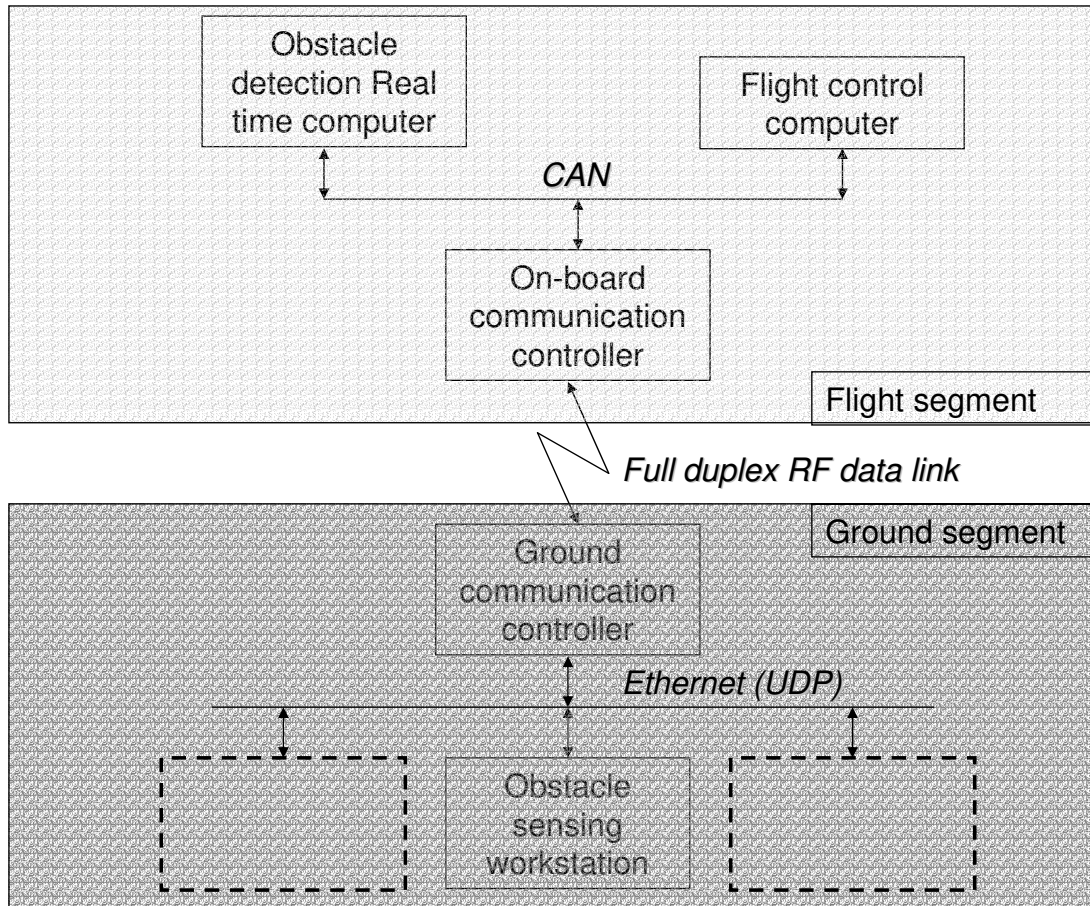 Obstacle
detection Real
time computer
Flight control
computer
CAN
On-board
communication
controller
Flight segment
Full duplex RF data link
Ground segment
Ground
communication
controller
Ethernet (UDP)
Obstacle
sensing
workstation